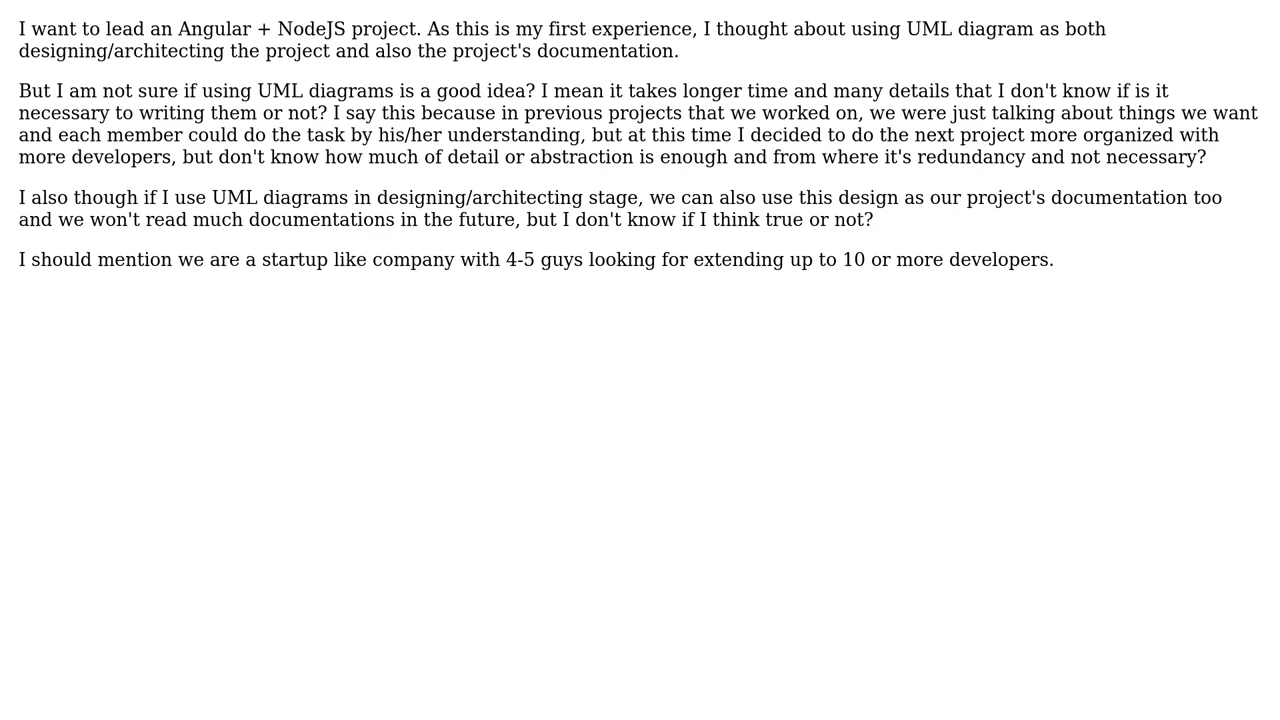 I want to lead an Angular + NodeJS project. As this is my first experience, I thought about using UML diagram as both
designing/architecting the project and also the project's documentation.
But I am not sure if using UML diagrams is a good idea? I mean it takes longer time and many details that I don't know if is it
necessary to writing them or not? I say this because in previous projects that we worked on, we were just talking about things we want
and each member could do the task by his/her understanding, but at this time I decided to do the next project more organized with
more developers, but don't know how much of detail or abstraction is enough and from where it's redundancy and not necessary?
I also though if I use UML diagrams in designing/architecting stage, we can also use this design as our project's documentation too
and we won't read much documentations in the future, but I don't know if I think true or not?
I should mention we are a startup like company with 4-5 guys looking for extending up to 10 or more developers.